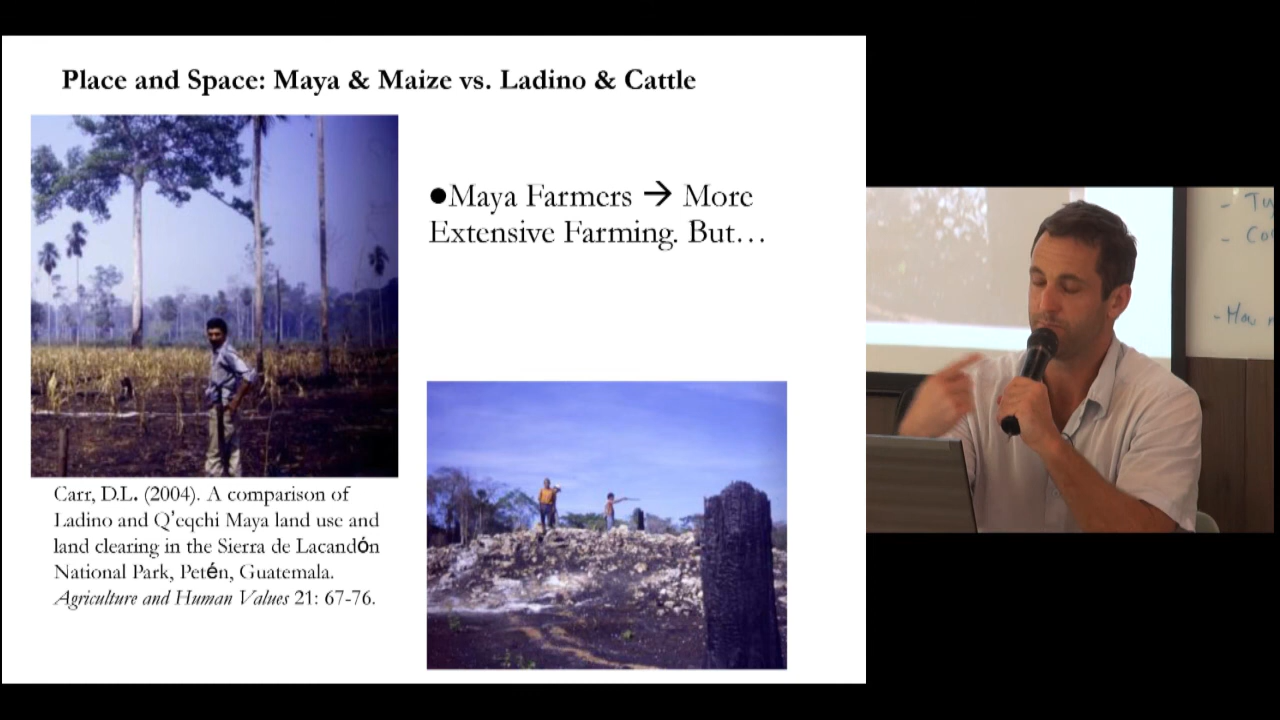 Place and Space: Maya & Maize vs. Ladino & Cattle
●Maya Farmers → More
Extensive Farming. But…
Carr, D.L. (2004). A comparison of
Ladino and Q’eqchi Maya land use and
land clearing in the Sierra de Lacandón
National Park, Petén, Guatemala.
Agriculture and Human Values 21: 67-76.